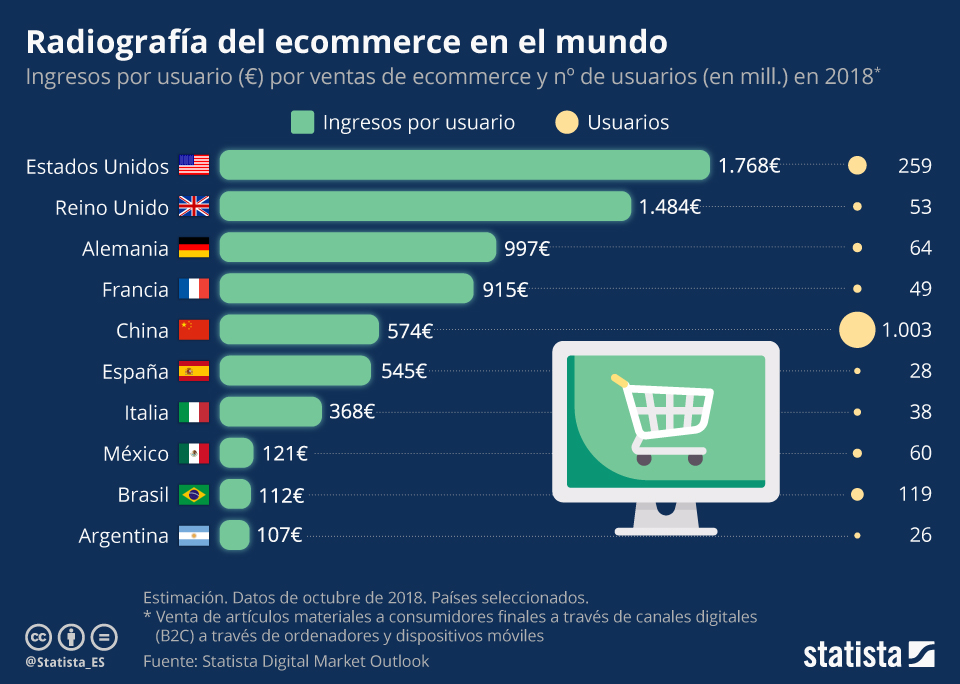 Radiografía del ecommerce en el mundo
Ingresos por usuario (€) por ventas de ecommerce y nº de usuarios (en mill.) en 2018*
Ingresos por usuario Usuarios
Estados Unidos 1.768€ 259
Reino Unido 1.484€ 53
Alemania 997€ 64
Francia 915€ 49
China 574€ 1.003
España 545€ 28
Italia 368€ 38
México 121€ 60
Brasil 112€ 119
Argentina 107€ 26
Estimación. Datos de octubre de 2018. Países seleccionados.
* Venta de artículos materiales a consumidores finales a través de canales digitales
(B2C) a través de ordenadores y dispositivos móviles
Fuente: Statista Digital Market Outlook
cc
@Statista_ES
statista